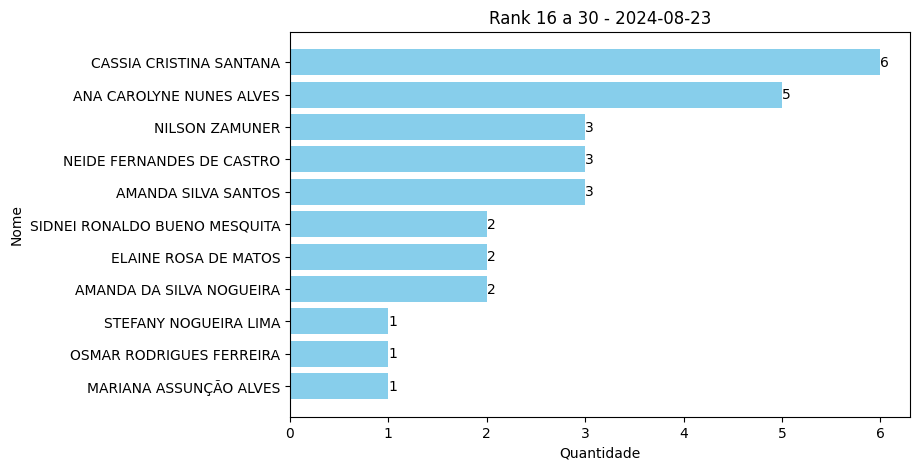 Rank 16 a 30 - 2024-08-23
Nome
CASSIA CRISTINA SANTANA 6
ANA CAROLYNE NUNES ALVES 5
NILSON ZAMUNER 3
NEIDE FERNANDES DE CASTRO 3
AMANDA SILVA SANTOS 3
SIDNEI RONALDO BUENO MESQUITA 2
ELAINE ROSA DE MATOS 2
AMANDA DA SILVA NOGUEIRA 2
STEFANY NOGUEIRA LIMA 1
OSMAR RODRIGUES FERREIRA 1
MARIANA ASSUNÇÃO ALVES 1
0 1 2 3 4 5 6
Quantidade